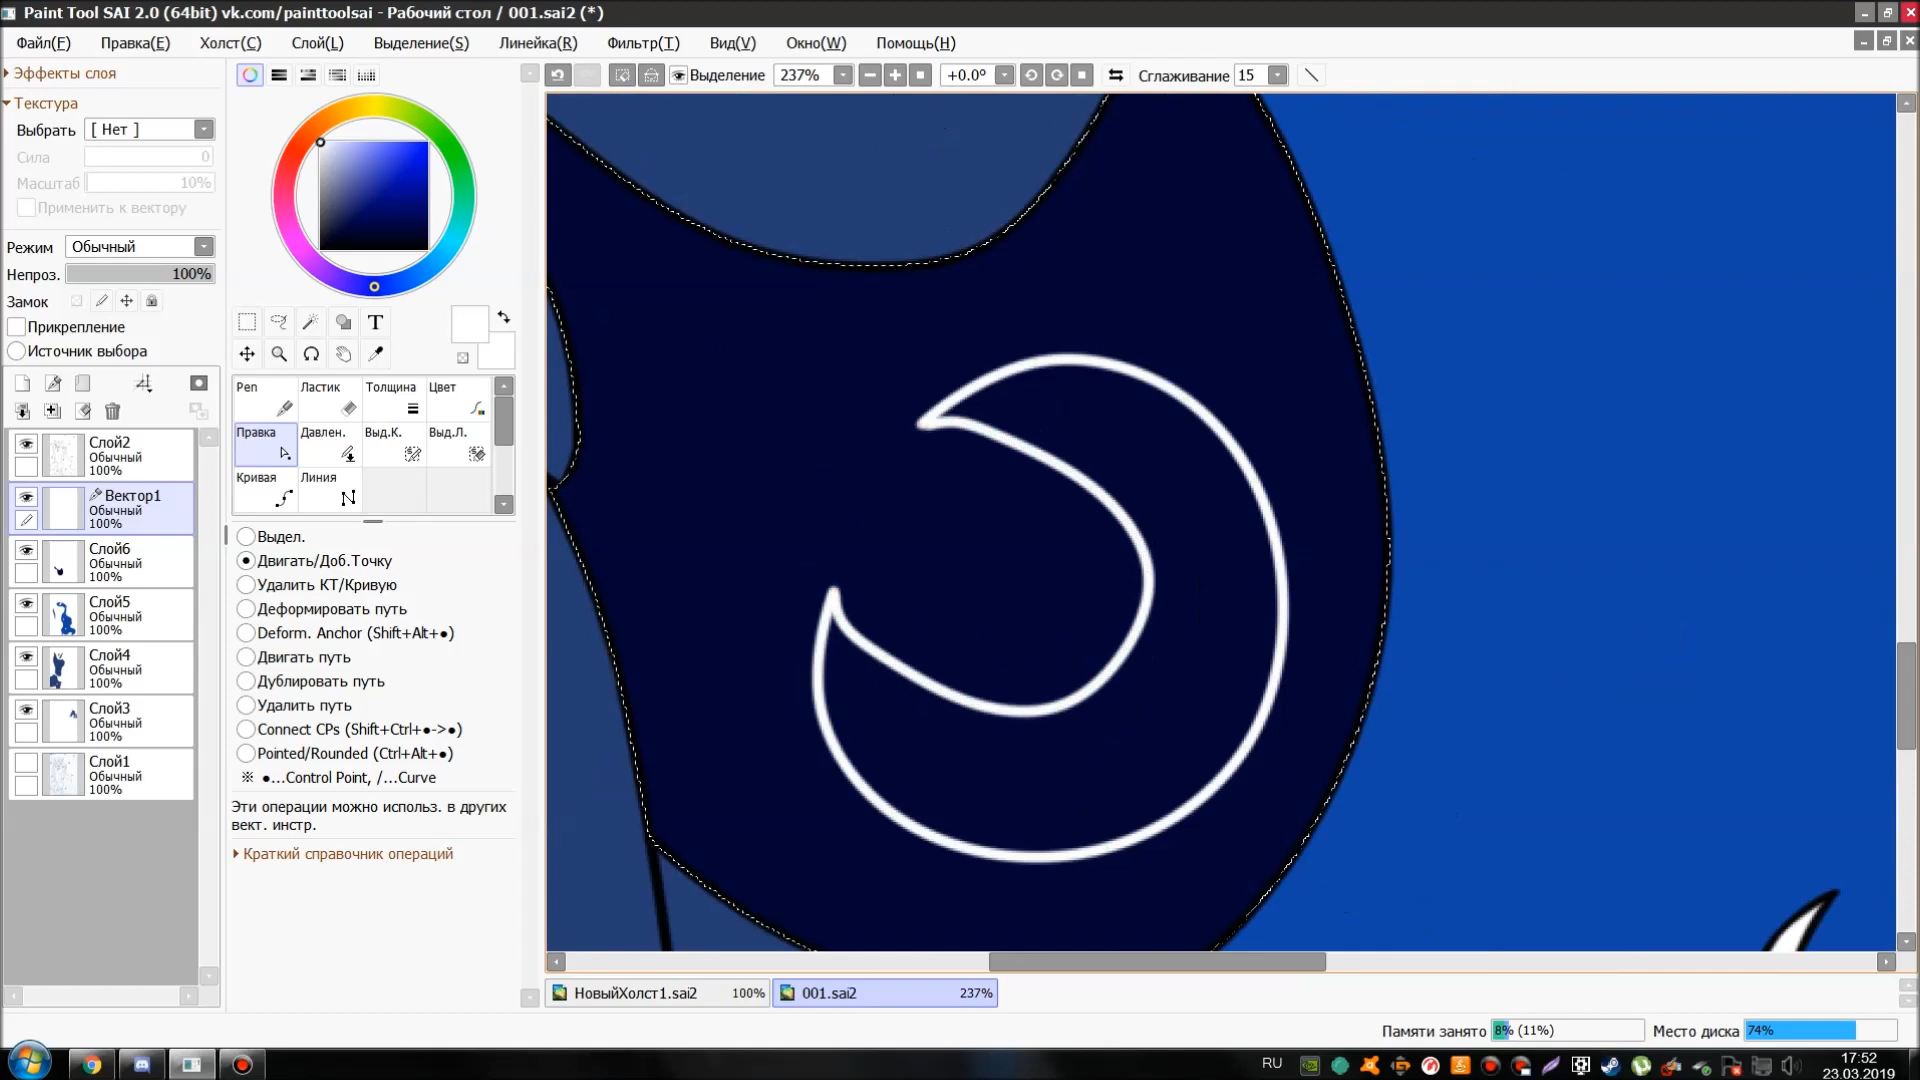 Paint Tool SAI 2.0 (64bit) vk.com/painttoolsai - Рабочий стол / 001.sai2 (*)
Файл(F) Правка(E) Холст(C) Слой(L) Выделение(S) Линейка(R) Фильтр(T) Вид(V) Окно(W) Помощь(H)
Эффекты слоя
Выделение 237% +0.0º Сглаживание 15
Текстура
Выбрать [ Нет ]
Сила 0
Масштаб 10%
Применить к вектору
Режим Обычный
Непроз. 100%
Замок
Прикрепление
Источник выбора
T
Pen Ластик Толщина Цвет
Правка Давлен. Выд.К. Выд.Л.
Кривая Линия
Слой2
Обычный
100%
Вектор1
Обычный
100%
Слой6
Обычный
100%
Слой5
Обычный
100%
Слой4
Обычный
100%
Слой3
Обычный
100%
Слой1
Обычный
100%
Выдел.
Двигать/Доб.Точку
Удалить КТ/Кривую
Деформировать путь
Deform. Anchor (Shift+Alt+●)
Двигать путь
Дублировать путь
Удалить путь
Connect CPs (Shift+Ctrl+●->●)
Pointed/Rounded (Ctrl+Alt+●)
※ ●...Control Point, /...Curve
Эти операции можно использ. в других
вект. инстр.
Краткий справочник операций
НовыйХолст1.sai2 100% 001.sai2 237%
Памяти занято 8% (11%) Место диска 74%
RU 17:52
23.03.2019